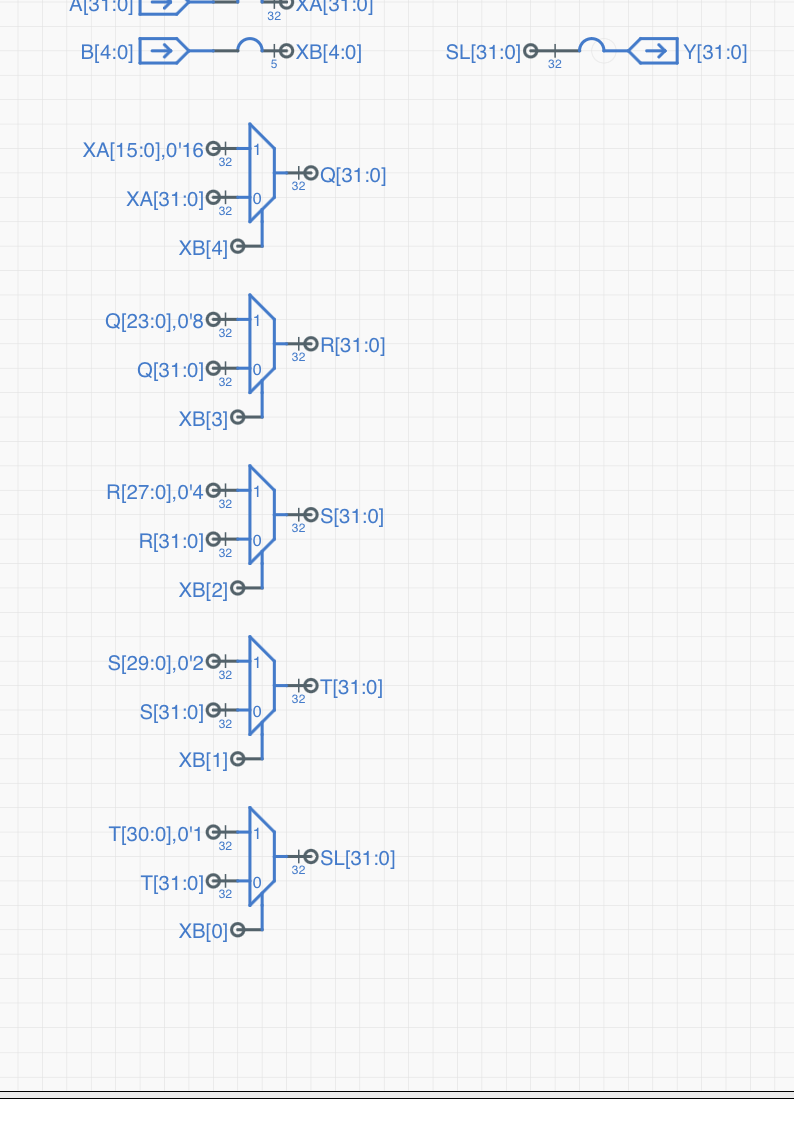 A[31:0] 32 XA[31:0]
B[4:0] 5 XB[4:0] SL[31:0] 32 Y[31:0]
XA[15:0],0'16 32 1
32 Q[31:0]
XA[31:0] 32 0
XB[4]
Q[23:0],0'8 32 1
32 R[31:0]
Q[31:0] 32 0
XB[3]
R[27:0],0'4 32 1
32 S[31:0]
R[31:0] 32 0
XB[2]
S[29:0],0'2 32 1
32 T[31:0]
S[31:0] 32 0
XB[1]
T[30:0],0'1 32 1
32 SL[31:0]
T[31:0] 32 0
XB[0]